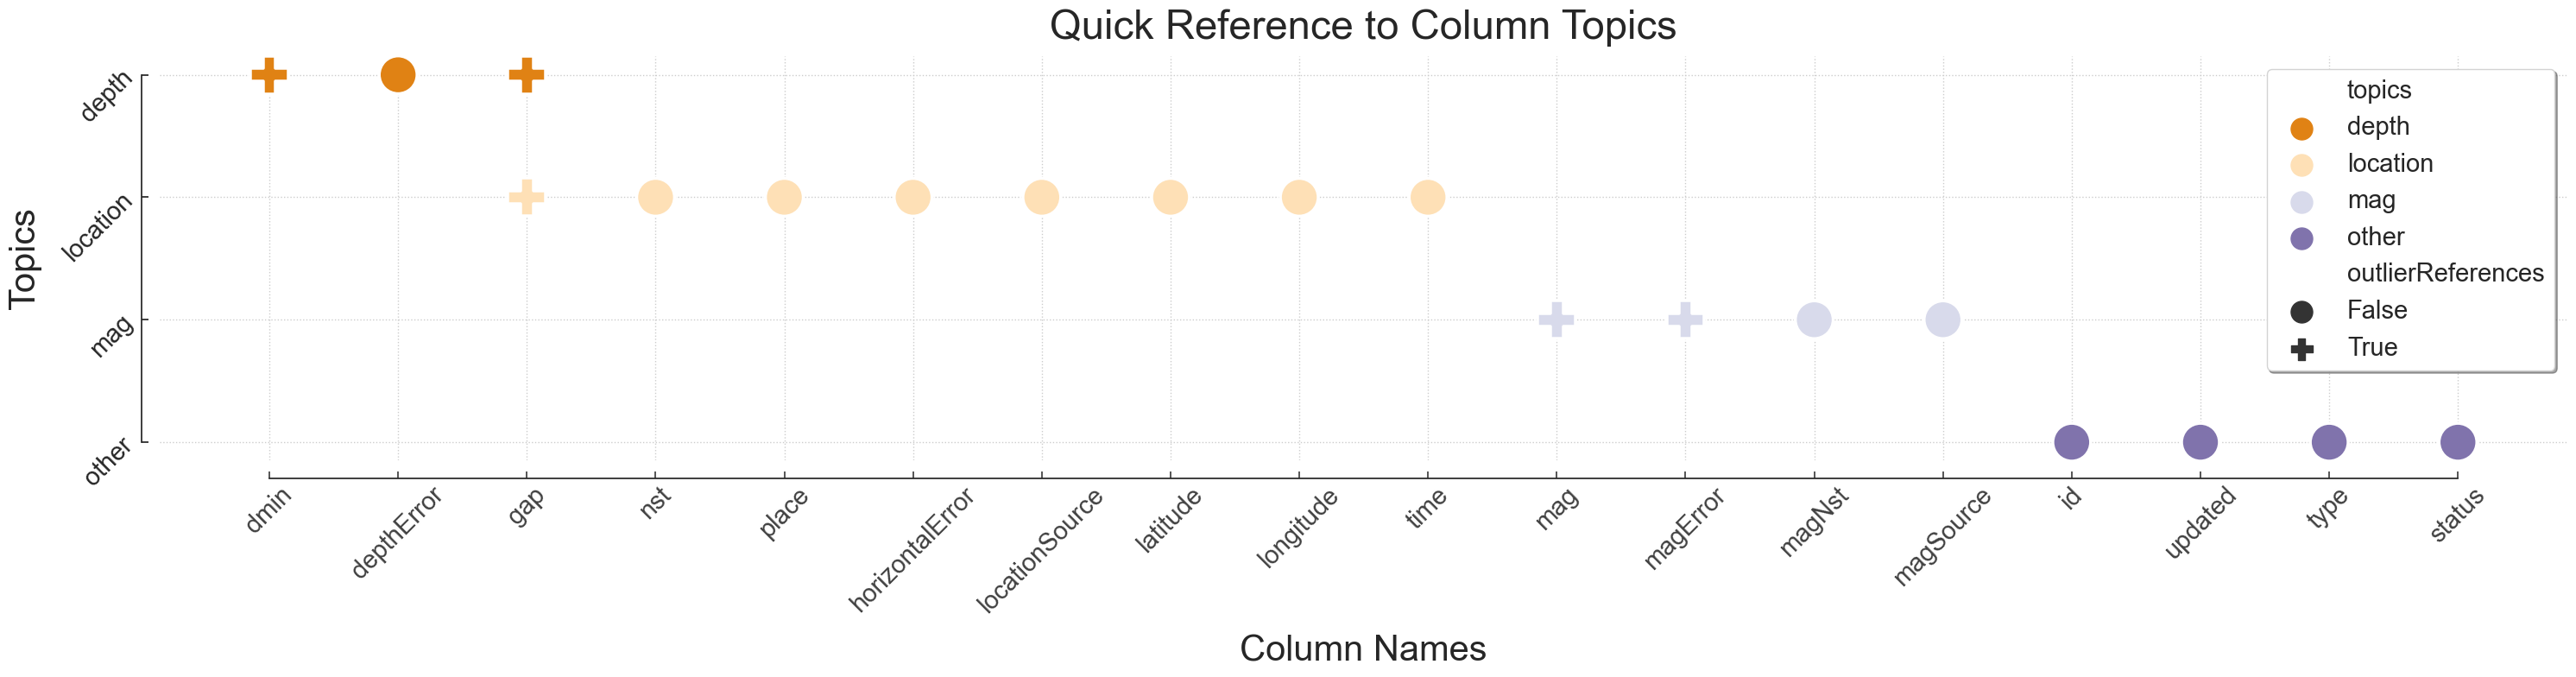 Quick Reference to Column Topics
Topics
depth
location
mag
other
topics
depth
location
mag
other
outlierReferences
False
True
dmin
depthError
gap
nst
place
horizontalError
locationSource
latitude
longitude
time
mag
magError
magNst
magSource
id
updated
type
status
Column Names